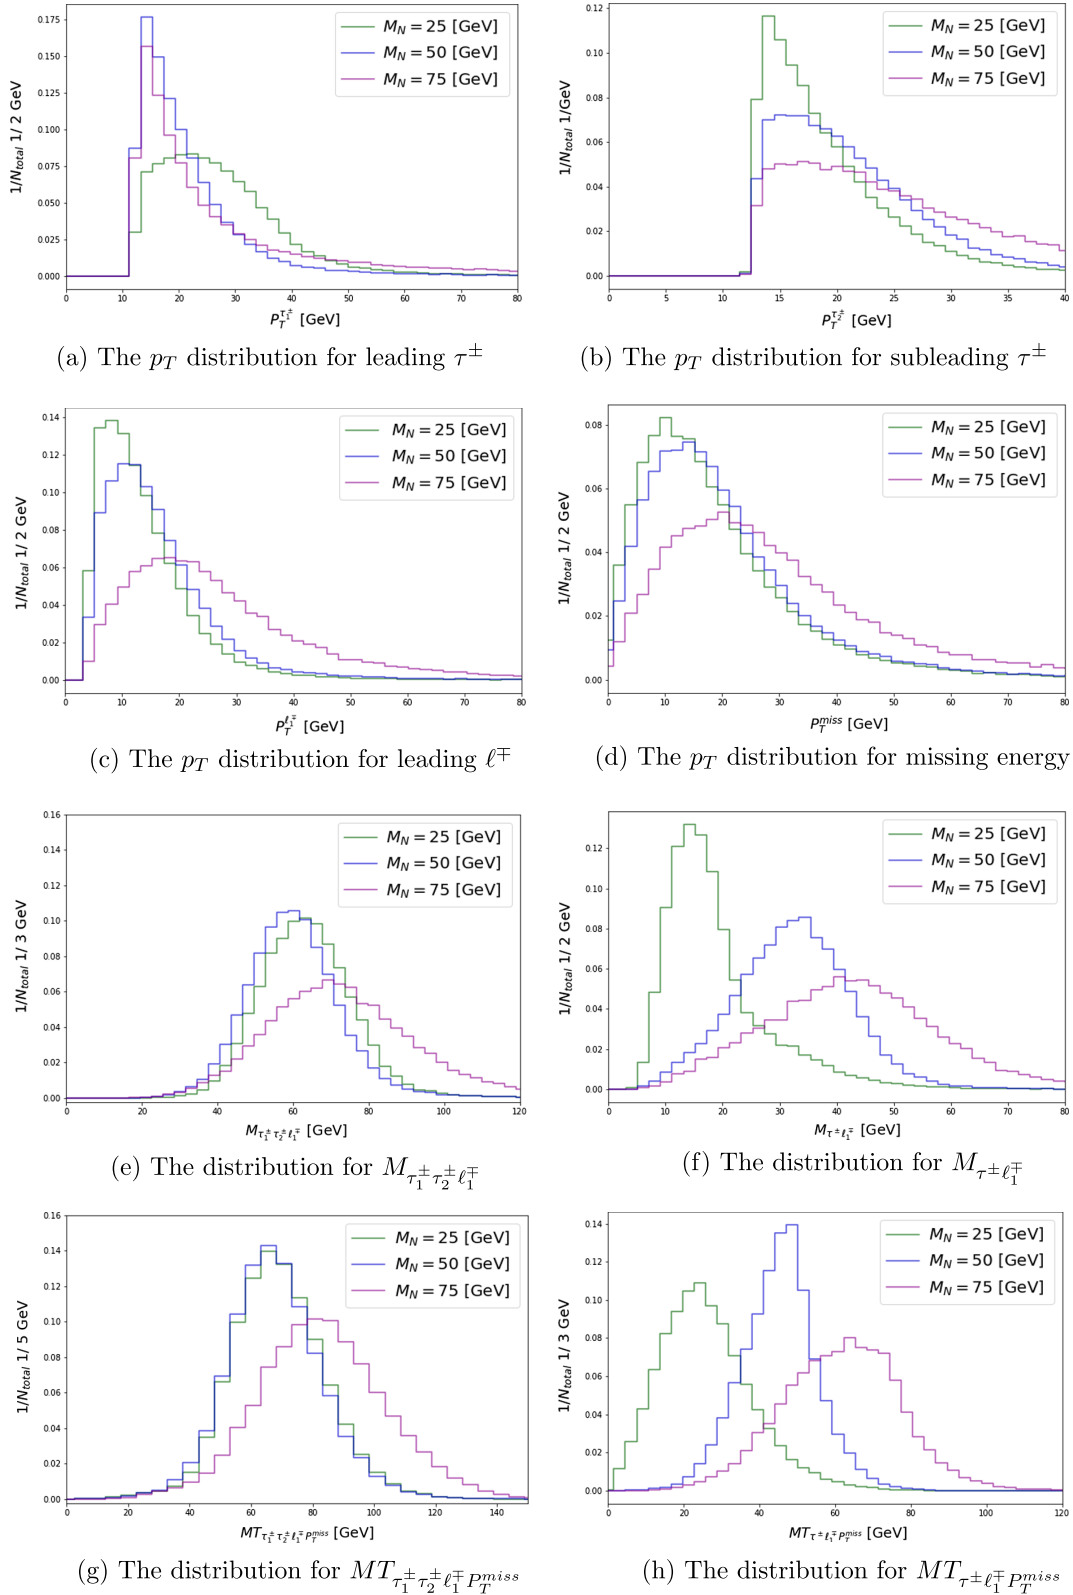 1/N_total 1/ 2 GeV
0.175
0.150
0.125
0.100
0.075
0.050
0.025
0.000
M_N = 25 [GeV]
M_N = 50 [GeV]
M_N = 75 [GeV]
0 10 20 30 40 50 60 70 80
P_T^{τ_1^±} [GeV]
(a) The p_T distribution for leading τ^±
1/N_total 1/GeV
0.12
0.10
0.08
0.06
0.04
0.02
0.00
M_N = 25 [GeV]
M_N = 50 [GeV]
M_N = 75 [GeV]
0 5 10 15 20 25 30 35 40
P_T^{τ_2^±} [GeV]
(b) The p_T distribution for subleading τ^±
1/N_total 1/ 2 GeV
0.14
0.12
0.10
0.08
0.06
0.04
0.02
0.00
M_N = 25 [GeV]
M_N = 50 [GeV]
M_N = 75 [GeV]
0 10 20 30 40 50 60 70 80
P_T^{ℓ_1^∓} [GeV]
(c) The p_T distribution for leading ℓ^∓
1/N_total 1/ 2 GeV
0.08
0.06
0.04
0.02
0.00
M_N = 25 [GeV]
M_N = 50 [GeV]
M_N = 75 [GeV]
0 10 20 30 40 50 60 70 80
P_T^{miss} [GeV]
(d) The p_T distribution for missing energy
1/N_total 1/ 3 GeV
0.16
0.14
0.12
0.10
0.08
0.06
0.04
0.02
0.00
M_N = 25 [GeV]
M_N = 50 [GeV]
M_N = 75 [GeV]
0 20 40 60 80 100 120
M_{τ_1^± τ_2^± ℓ_1^∓} [GeV]
(e) The distribution for M_{τ_1^± τ_2^± ℓ_1^∓}
1/N_total 1/ 2 GeV
0.12
0.10
0.08
0.06
0.04
0.02
0.00
M_N = 25 [GeV]
M_N = 50 [GeV]
M_N = 75 [GeV]
0 10 20 30 40 50 60 70 80
M_{τ^± ℓ_1^∓} [GeV]
(f) The distribution for M_{τ^± ℓ_1^∓}
1/N_total 1/ 5 GeV
0.16
0.14
0.12
0.10
0.08
0.06
0.04
0.02
0.00
M_N = 25 [GeV]
M_N = 50 [GeV]
M_N = 75 [GeV]
0 20 40 60 80 100 120 140
MT_{τ_1^± τ_2^± ℓ_1^∓ P_T^{miss}} [GeV]
(g) The distribution for MT_{τ_1^± τ_2^± ℓ_1^∓ P_T^{miss}}
1/N_total 1/ 3 GeV
0.14
0.12
0.10
0.08
0.06
0.04
0.02
0.00
M_N = 25 [GeV]
M_N = 50 [GeV]
M_N = 75 [GeV]
0 20 40 60 80 100 120
MT_{τ^± ℓ_1^∓ P_T^{miss}} [GeV]
(h) The distribution for MT_{τ^± ℓ_1^∓ P_T^{miss}}